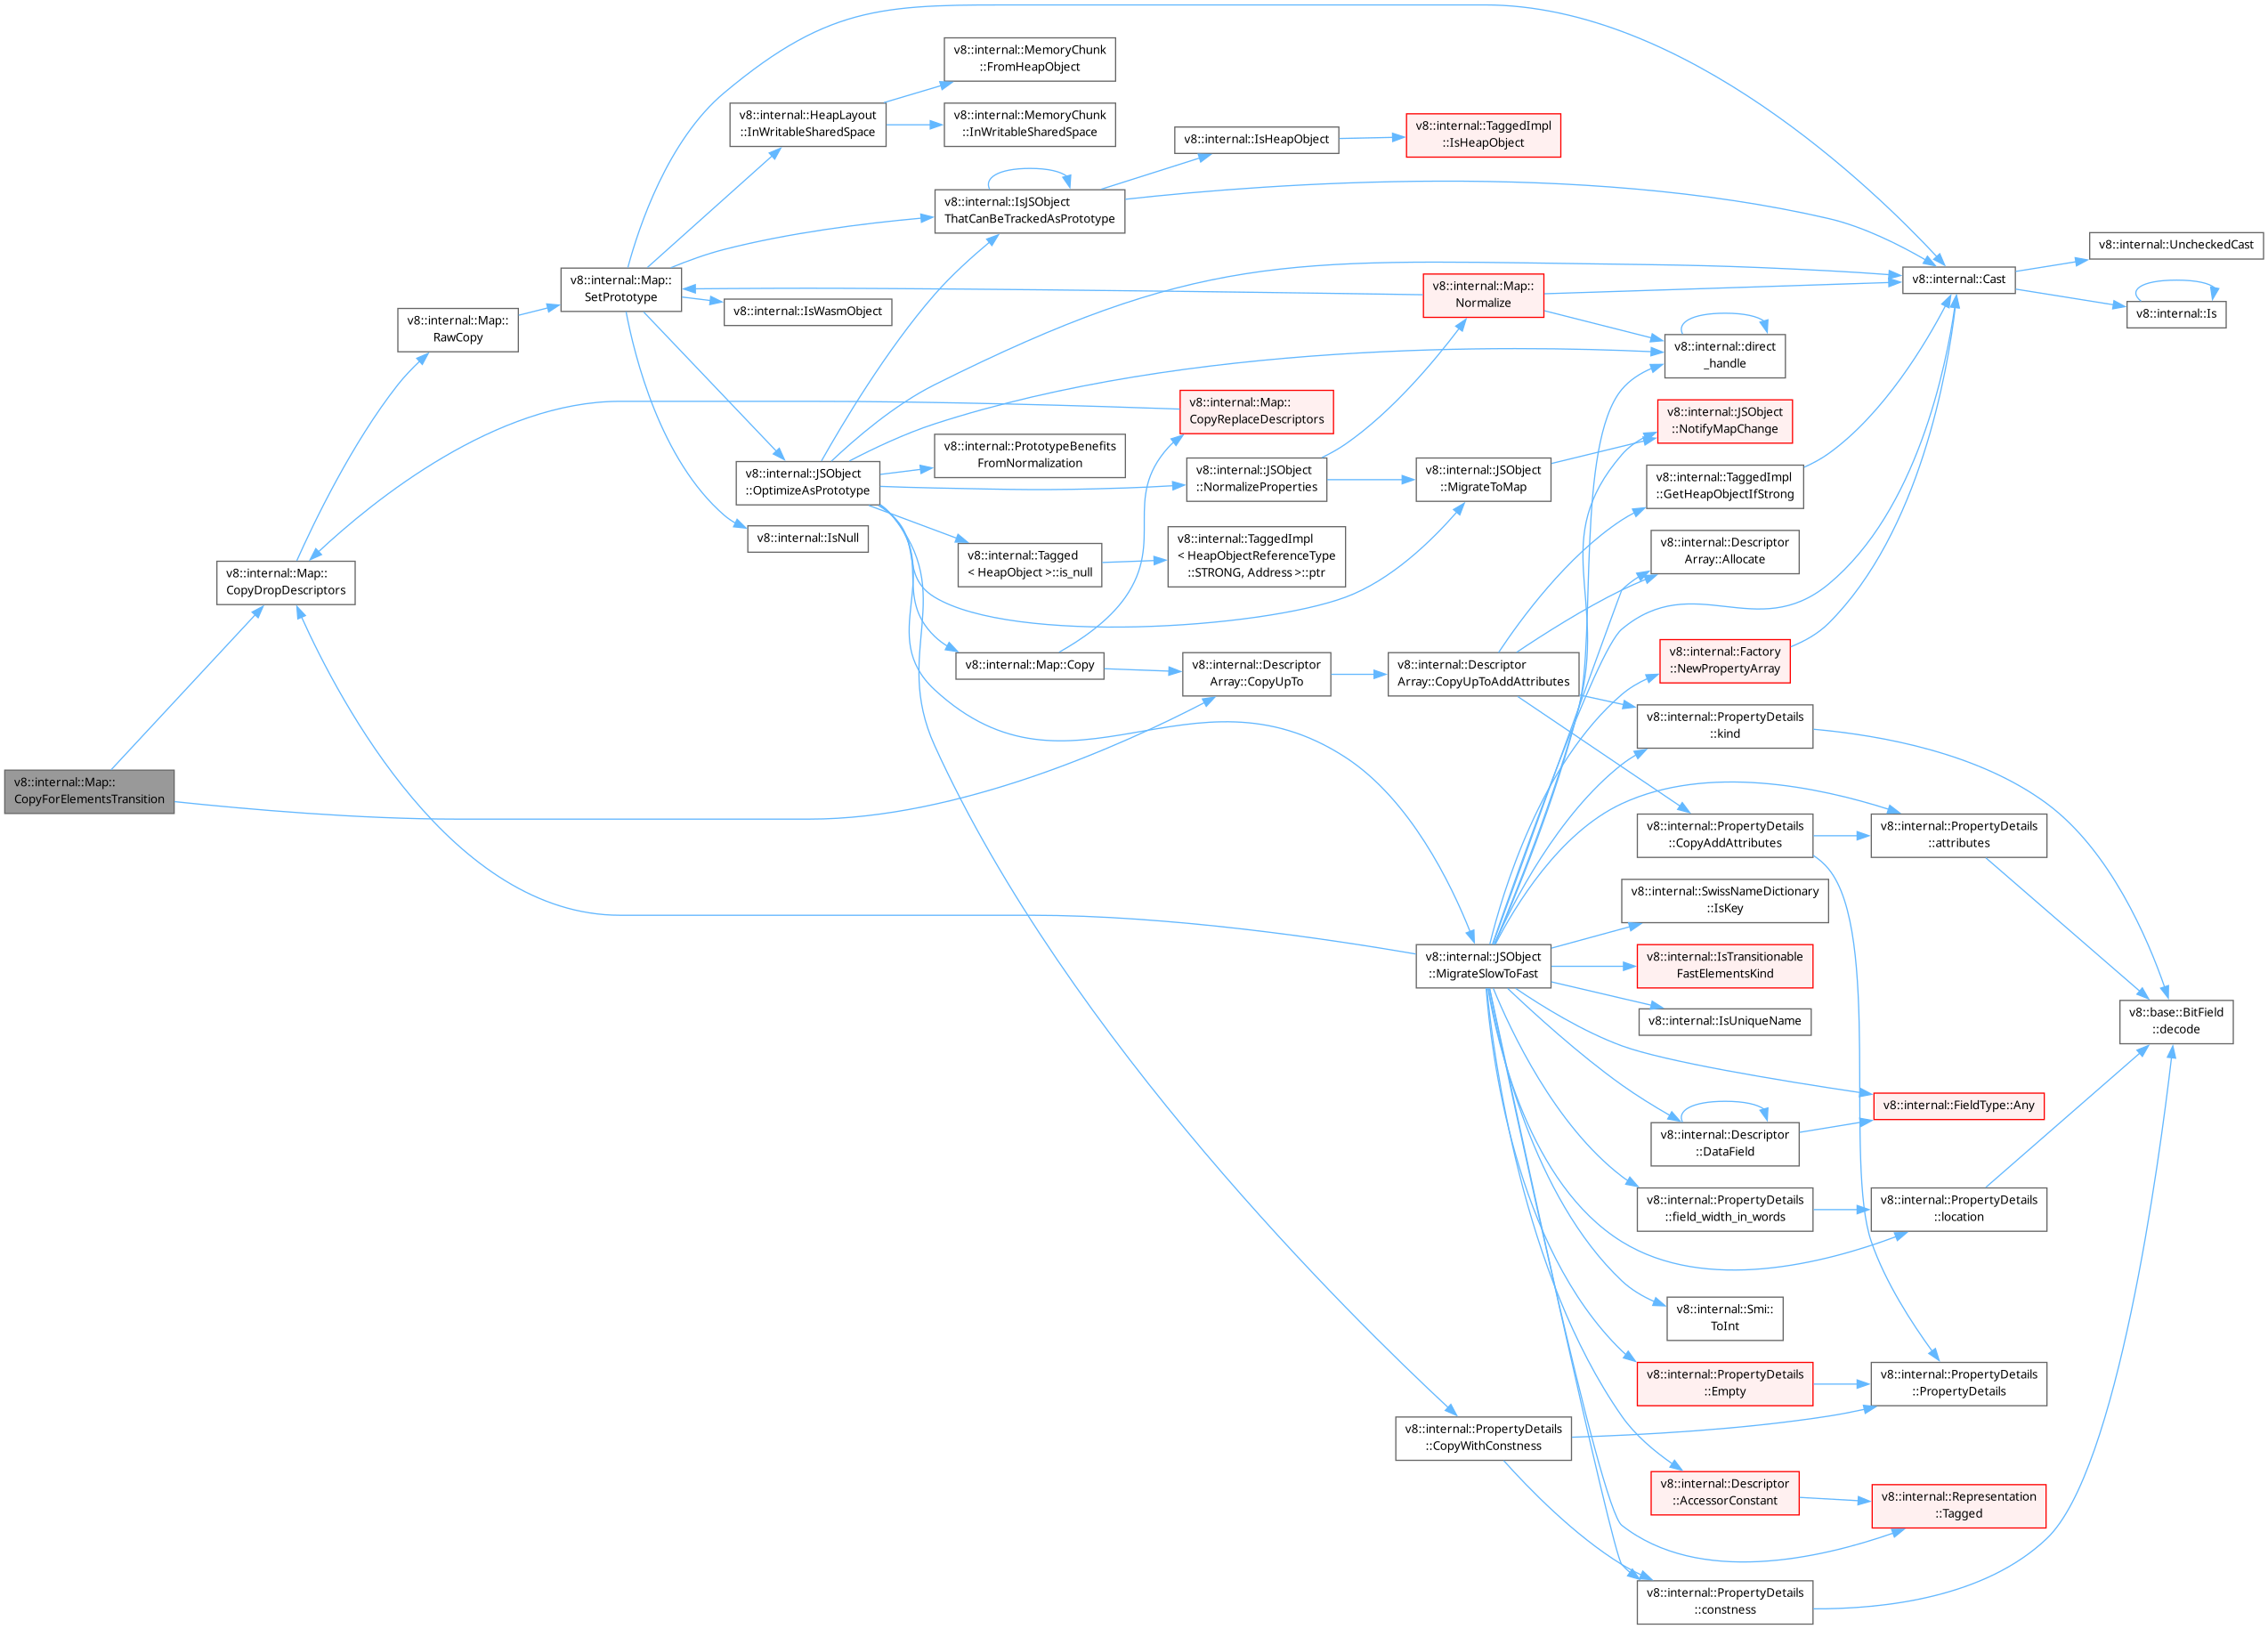 v8::internal::MemoryChunk
::FromHeapObject
v8::internal::HeapLayout
::InWritableSharedSpace
v8::internal::MemoryChunk
::InWritableSharedSpace
v8::internal::IsHeapObject
v8::internal::TaggedImpl
::IsHeapObject
v8::internal::IsJSObject
ThatCanBeTrackedAsPrototype
v8::internal::UncheckedCast
v8::internal::Map::
SetPrototype
v8::internal::Cast
v8::internal::Map::
Normalize
v8::internal::IsWasmObject
v8::internal::Is
v8::internal::Map::
RawCopy
v8::internal::direct
_handle
v8::internal::Map::
CopyReplaceDescriptors
v8::internal::JSObject
::NotifyMapChange
v8::internal::PrototypeBenefits
FromNormalization
v8::internal::JSObject
::OptimizeAsPrototype
v8::internal::JSObject
::NormalizeProperties
v8::internal::JSObject
::MigrateToMap
v8::internal::TaggedImpl
::GetHeapObjectIfStrong
v8::internal::IsNull
v8::internal::Tagged
< HeapObject >::is_null
v8::internal::TaggedImpl
< HeapObjectReferenceType
::STRONG, Address >::ptr
v8::internal::Descriptor
Array::Allocate
v8::internal::Map::
CopyDropDescriptors
v8::internal::Map::Copy
v8::internal::Descriptor
Array::CopyUpTo
v8::internal::Descriptor
Array::CopyUpToAddAttributes
v8::internal::Factory
::NewPropertyArray
v8::internal::PropertyDetails
::kind
v8::internal::Map::
CopyForElementsTransition
v8::internal::PropertyDetails
::CopyAddAttributes
v8::internal::PropertyDetails
::attributes
v8::internal::SwissNameDictionary
::IsKey
v8::internal::JSObject
::MigrateSlowToFast
v8::internal::IsTransitionable
FastElementsKind
v8::internal::IsUniqueName
v8::base::BitField
::decode
v8::internal::FieldType::Any
v8::internal::Descriptor
::DataField
v8::internal::PropertyDetails
::field_width_in_words
v8::internal::PropertyDetails
::location
v8::internal::Smi::
ToInt
v8::internal::PropertyDetails
::Empty
v8::internal::PropertyDetails
::PropertyDetails
v8::internal::PropertyDetails
::CopyWithConstness
v8::internal::Descriptor
::AccessorConstant
v8::internal::Representation
::Tagged
v8::internal::PropertyDetails
::constness